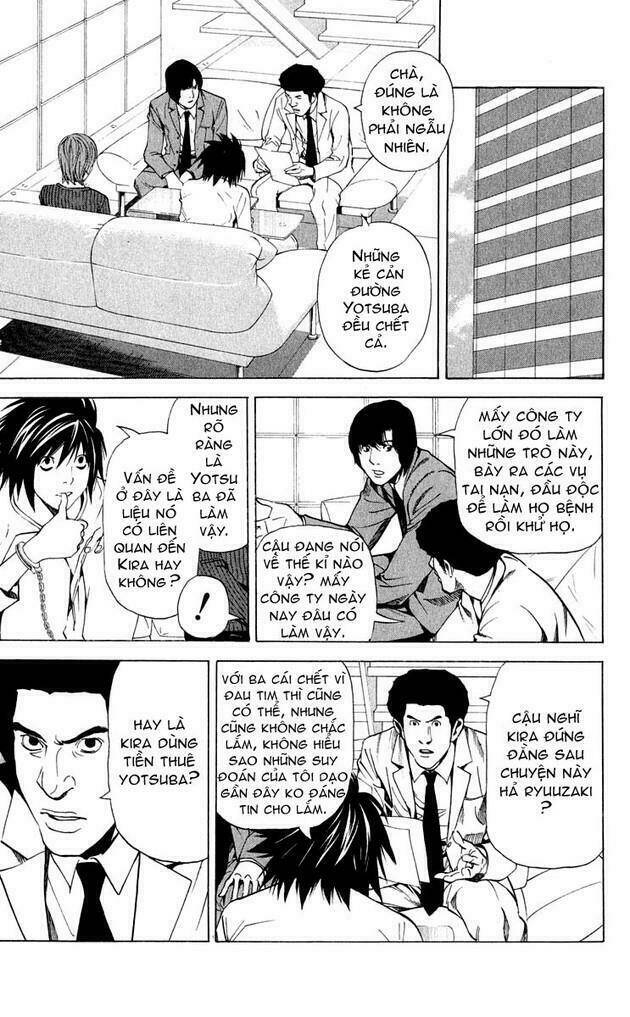 CHÀ,
ĐÚNG LÀ
KHÔNG
PHẢI NGẪU
NHIÊN.
NHỮNG
KẺ CẢN
ĐƯỜNG
YOTSUBA
ĐỀU CHẾT
CẢ.
MẤY CÔNG TY
LỚN ĐÓ LÀM
NHỮNG TRÒ NÀY,
BÀY RA CÁC VỤ
TAI NẠN, ĐẦU ĐỘC
ĐỂ LÀM HỌ BỆNH
RỒI KHỬ HỌ.
CẬU ĐANG NÓI
VỀ THẾ KỈ NÀO
VẬY? MẤY
CÔNG TY NGÀY
NAY ĐÂU CÓ
LÀM VẬY.
NHƯNG
RÕ
RÀNG
LÀ
YOTSU
BA ĐÃ
LÀM
VẬY.
VẤN ĐỀ
Ở ĐÂY LÀ
LIỆU NÓ
CÓ LIÊN
QUAN ĐẾN
KIRA HAY
KHÔNG?
!
CẬU NGHĨ
KIRA ĐỨNG
ĐẰNG SAU
CHUYỆN NÀY
HẢ RYUUZAKI
?
VỚI BA CÁI CHẾT VÌ
ĐAU TIM THÌ CŨNG
CÓ THỂ, NHƯNG
CŨNG KHÔNG CHẮC
LẮM, KHÔNG HIỂU
SAO NHỮNG SUY
ĐOÁN CỦA TÔI DẠO
GẦN ĐÂY KO ĐÁNG
TIN CHO LẮM.
HAY LÀ
KIRA DÙNG
TIỀN THUÊ
YOTSUBA?